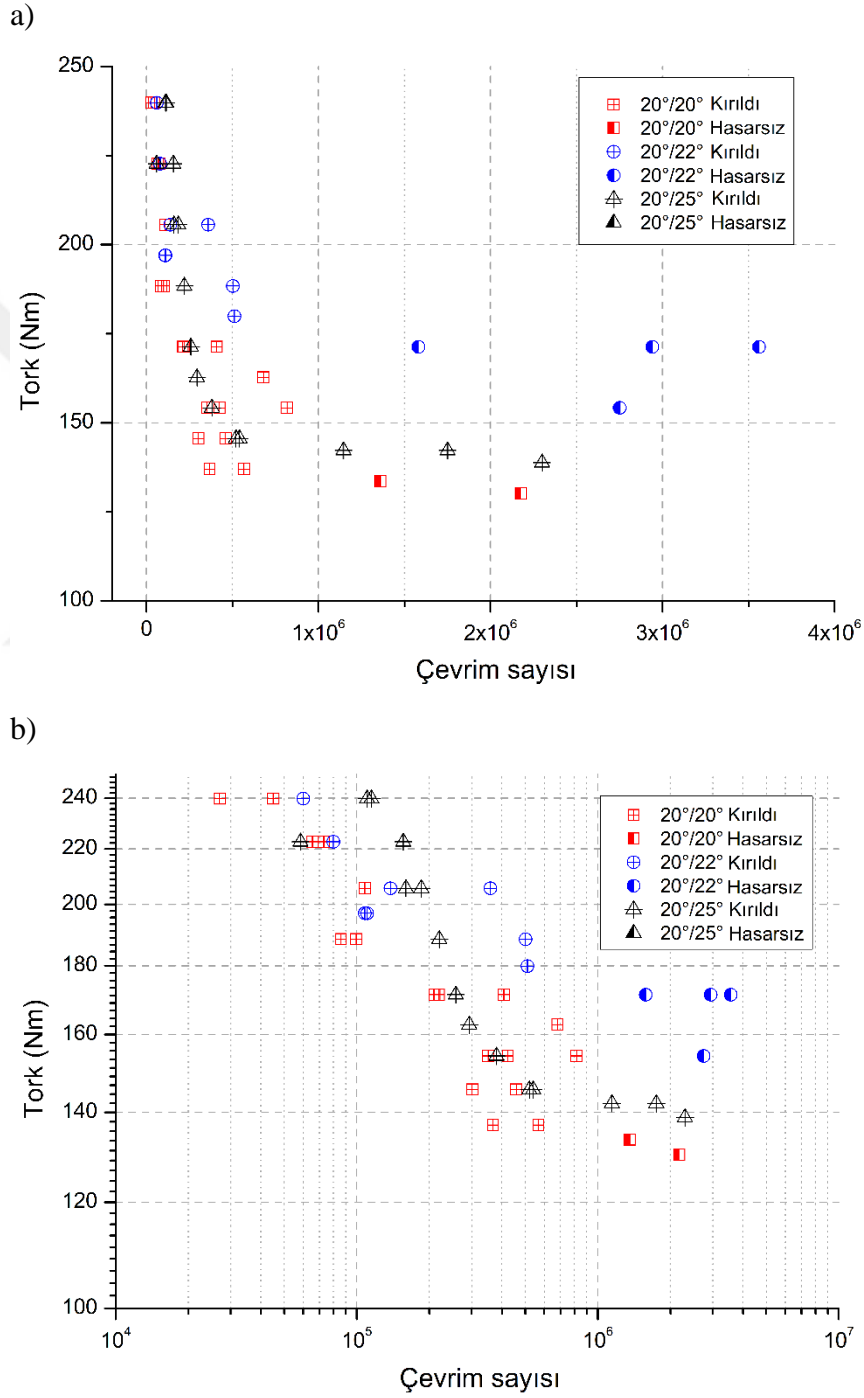 a)
250
200
150
100
Tork (Nm)
20°/20° Kırıldı
20°/20° Hasarsız
20°/22° Kırıldı
20°/22° Hasarsız
20°/25° Kırıldı
20°/25° Hasarsız
0 1x10⁶ 2x10⁶ 3x10⁶ 4x10⁶
Çevrim sayısı
b)
240
220
200
180
160
140
120
100
Tork (Nm)
20°/20° Kırıldı
20°/20° Hasarsız
20°/22° Kırıldı
20°/22° Hasarsız
20°/25° Kırıldı
20°/25° Hasarsız
10⁴ 10⁵ 10⁶ 10⁷
Çevrim sayısı